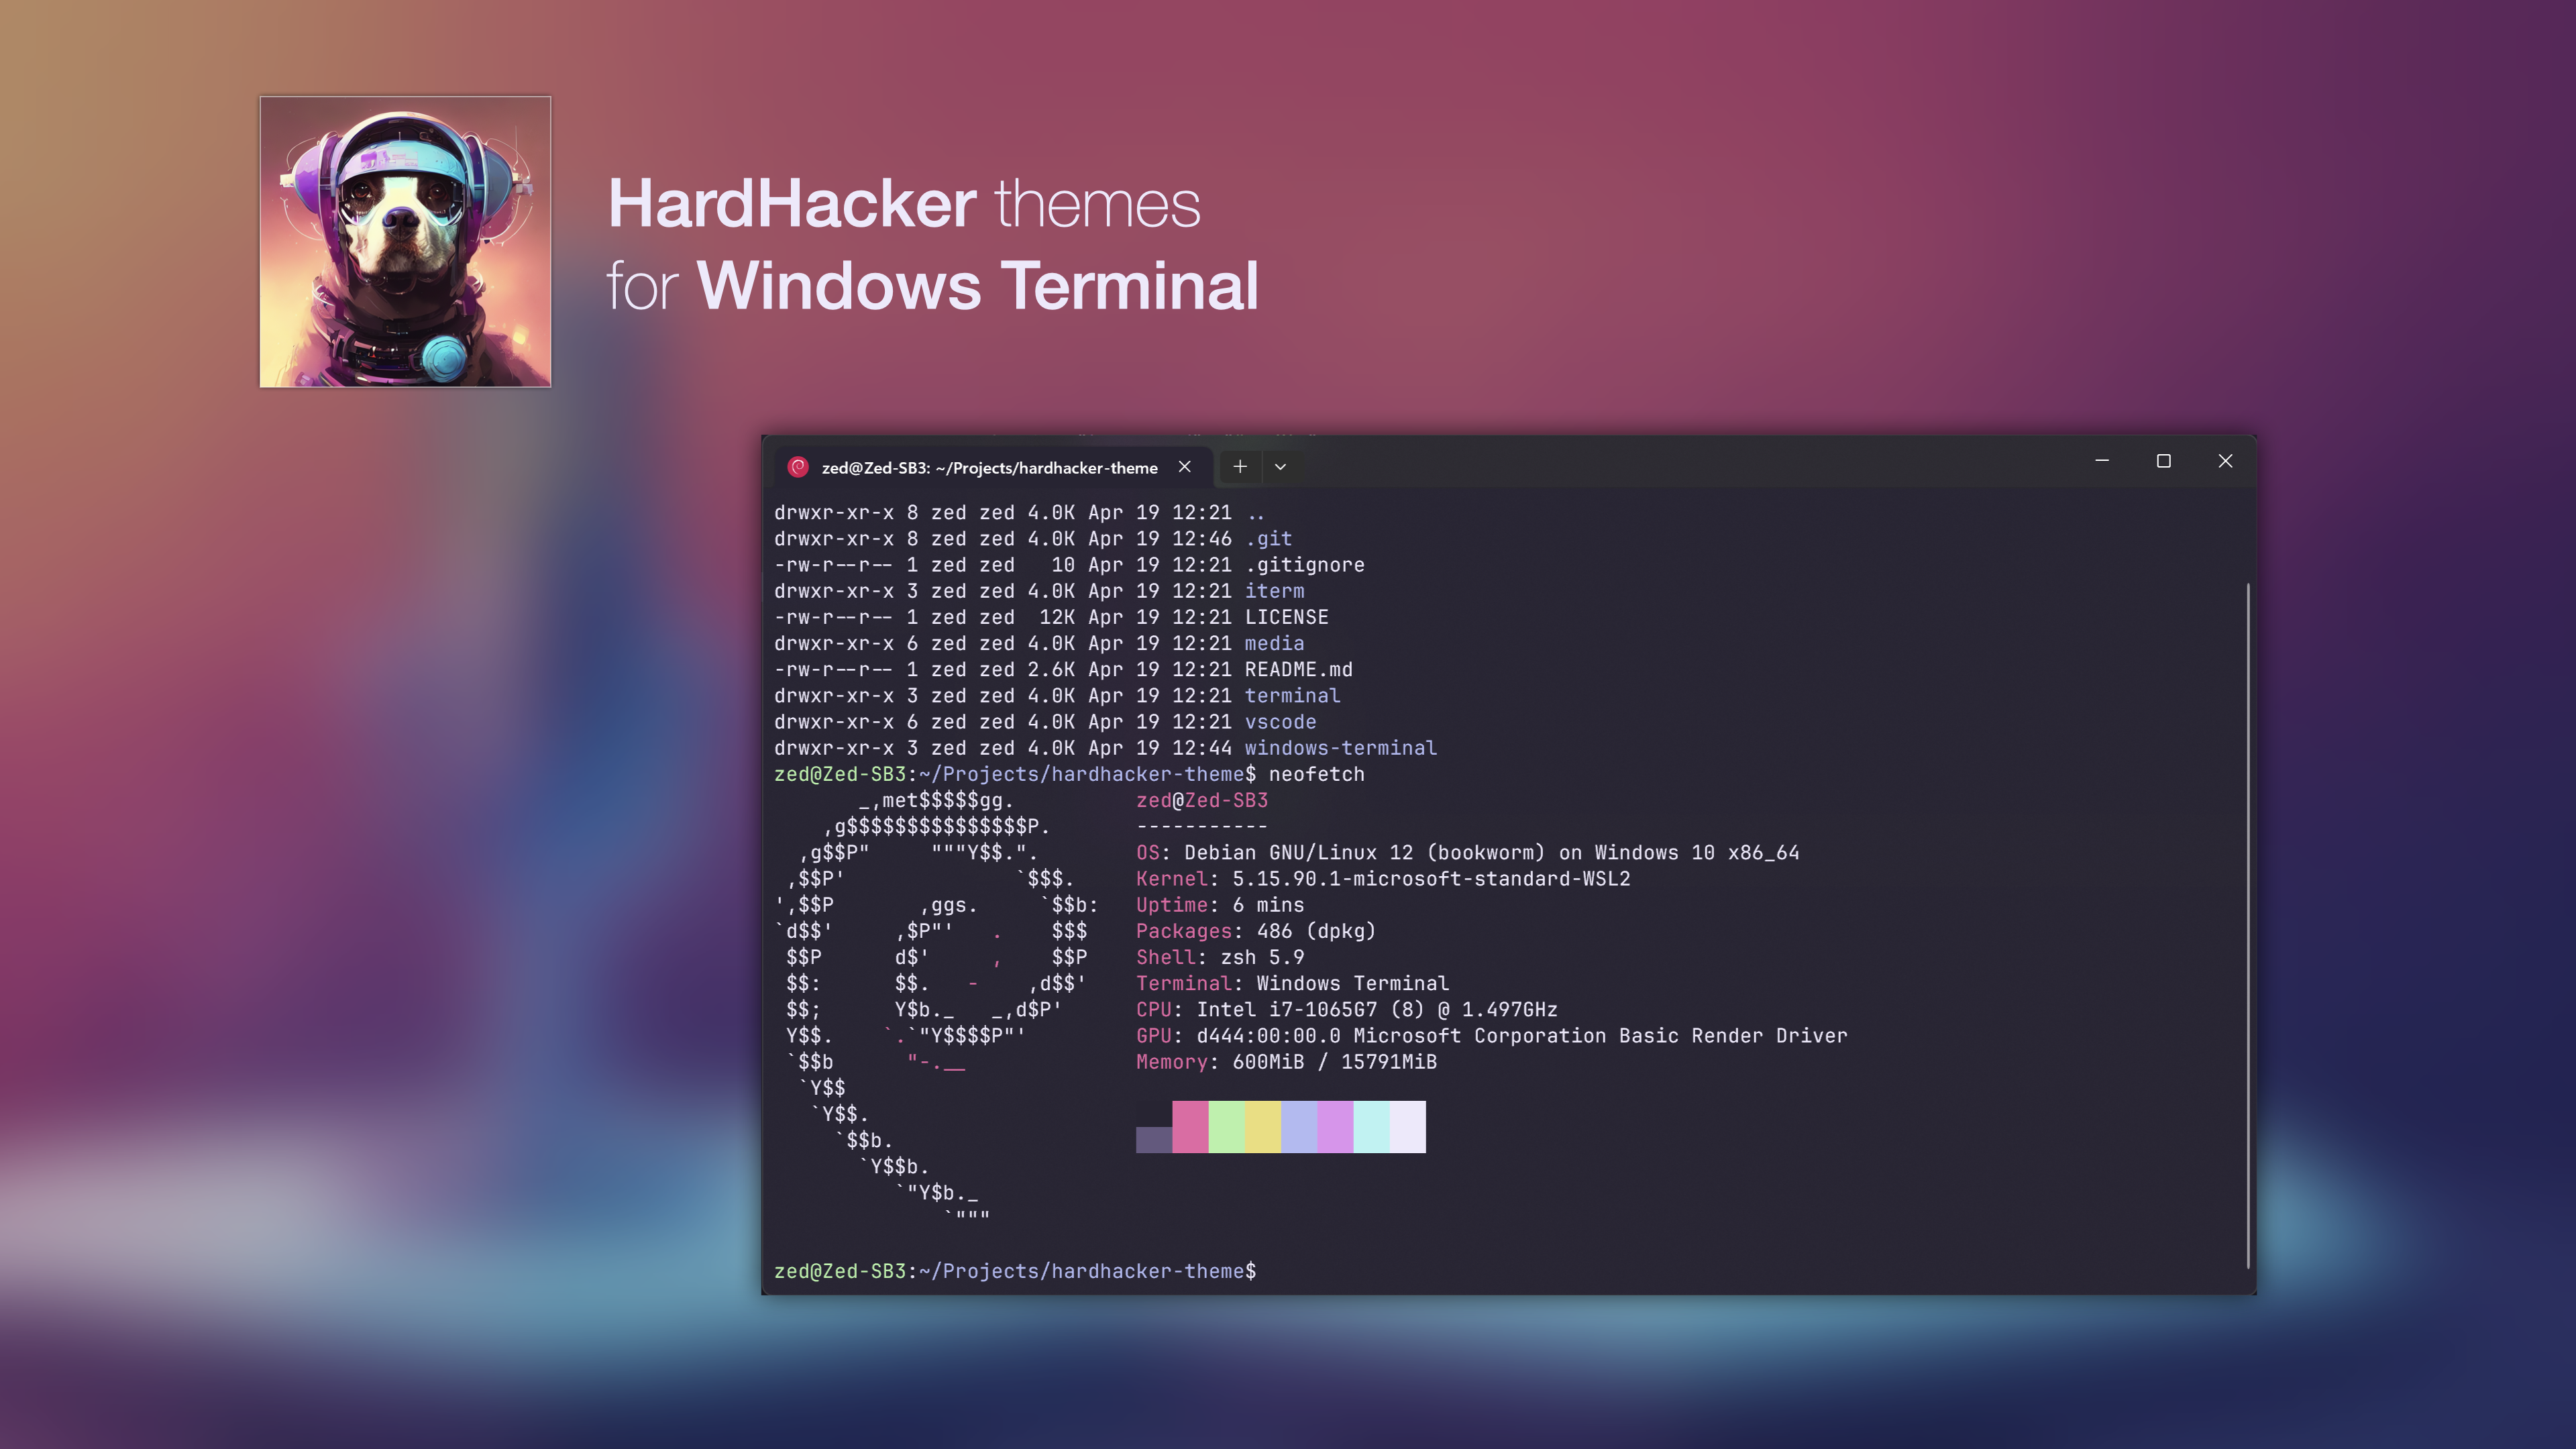 HardHacker themes
for Windows Terminal
zed@Zed-SB3: ~/Projects/hardhacker-theme
drwxr-xr-x 8 zed zed 4.0K Apr 19 12:21 ..
drwxr-xr-x 8 zed zed 4.0K Apr 19 12:46 .git
-rw-r--r-- 1 zed zed   10 Apr 19 12:21 .gitignore
drwxr-xr-x 3 zed zed 4.0K Apr 19 12:21 iterm
-rw-r--r-- 1 zed zed  12K Apr 19 12:21 LICENSE
drwxr-xr-x 6 zed zed 4.0K Apr 19 12:21 media
-rw-r--r-- 1 zed zed 2.6K Apr 19 12:21 README.md
drwxr-xr-x 3 zed zed 4.0K Apr 19 12:21 terminal
drwxr-xr-x 6 zed zed 4.0K Apr 19 12:21 vscode
drwxr-xr-x 3 zed zed 4.0K Apr 19 12:44 windows-terminal
zed@Zed-SB3:~/Projects/hardhacker-theme$ neofetch
       _,met$$$$$gg.          zed@Zed-SB3
    ,g$$$$$$$$$$$$$$$P.       -----------
  ,g$$P"     """Y$$.".        OS: Debian GNU/Linux 12 (bookworm) on Windows 10 x86_64
 ,$$P'              `$$$.     Kernel: 5.15.90.1-microsoft-standard-WSL2
',$$P       ,ggs.     `$$b:   Uptime: 6 mins
`d$$'     ,$P"'   .    $$$    Packages: 486 (dpkg)
 $$P      d$'     ,    $$P    Shell: zsh 5.9
 $$:      $$.   -    ,d$$'    Terminal: Windows Terminal
 $$;      Y$b._   _,d$P'      CPU: Intel i7-1065G7 (8) @ 1.497GHz
 Y$$.    `.`"Y$$$$P"'         GPU: d444:00:00.0 Microsoft Corporation Basic Render Driver
 `$$b      "-.__              Memory: 600MiB / 15791MiB
  `Y$$
   `Y$$.
     `$$b.
       `Y$$b.
          `"Y$b._
              `"""
zed@Zed-SB3:~/Projects/hardhacker-theme$